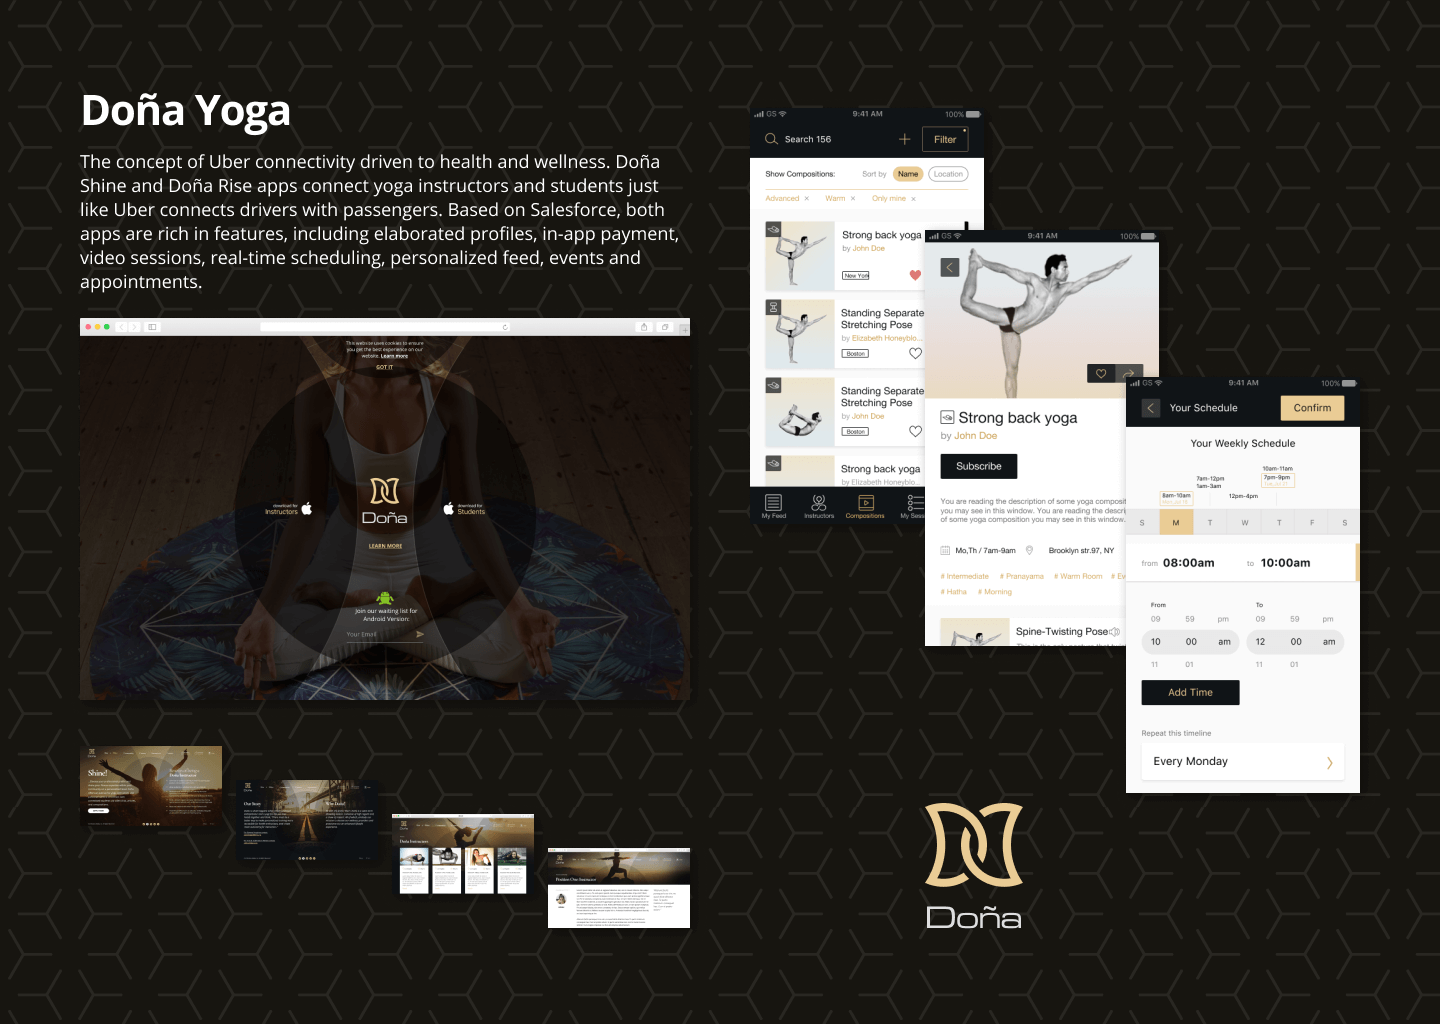 Doña Yoga
The concept of Uber connectivity driven to health and wellness. Doña
Shine and Doña Rise apps connect yoga instructors and students just
like Uber connects drivers with passengers. Based on Salesforce, both
apps are rich in features, including elaborated profiles, in-app payment,
video sessions, real-time scheduling, personalized feed, events and
appointments.
This website uses cookies to ensure
you get the best experience on our
website. Learn more
GOT IT
download for
Instructors
Doña
download for
Students
LEARN MORE
Join our waiting list for
Android Version:
Your Email
Shine!
Our Story
Doña
GS 9:41 AM 100%
Search 156
Filter
Show Compositions: Sort by Name Location
Advanced × Warm × Only mine ×
Strong back yoga
by John Doe
New York
Standing Separate
Stretching Pose
by Elizabeth Honeyblo...
Boston
Standing Separate
Stretching Pose
by John Doe
Boston
Strong back yoga
by Elizabeth Honeyblo...
My Feed Instructors Compositions My Sess
GS 9:41 AM 100%
Strong back yoga
by John Doe
Subscribe
You are reading the description of some yoga composit
you may see in this window. You are reading the descri
of some yoga composition you may see in this window.
Mo,Th / 7am-9am Brooklyn str.97, NY
# Intermediate # Pranayama # Warm Room # Ev
# Hatha # Morning
Spine-Twisting Pose
GS 9:41 AM 100%
Your Schedule Confirm
Your Weekly Schedule
10am-11am
7am-12pm 7pm-9pm
1am-3am
8am-10am 12pm-4pm
S M T W T F S
from 08:00am to 10:00am
From To
09 59 pm 09 59 pm
10 00 am 12 00 am
11 01 11 01
Add Time
Repeat this timeline
Every Monday
Doña